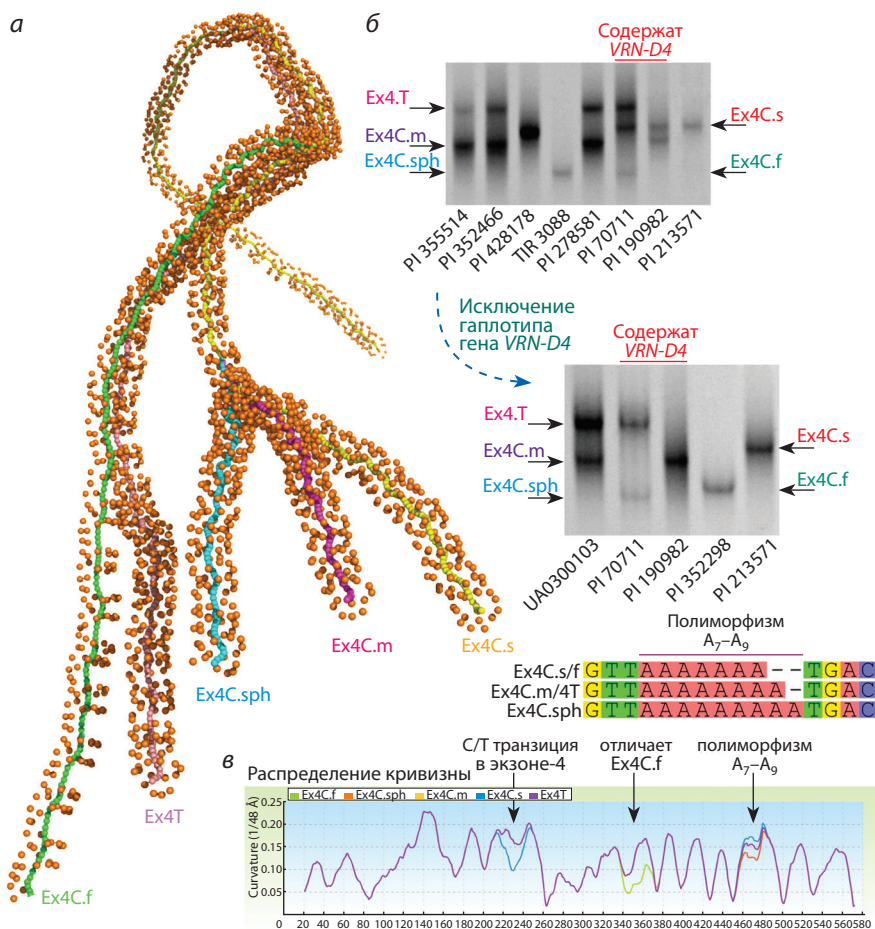 а
Ex4T
Ex4C.f
Ex4C.sph
Ex4C.m
Ex4C.s
б
Содержат
VRN-D4
Ex4.T
Ex4C.m
Ex4C.sph
Ex4C.s
Ex4C.f
PI 355514
PI 352466
PI 428178
TIR 3088
PI 278581
PI 70711
PI 190982
PI 213571
Исключение
гаплотипа
гена VRN-D4
Содержат
VRN-D4
Ex4.T
Ex4C.m
Ex4C.sph
Ex4C.s
Ex4C.f
UA0300103
PI 70711
PI 190982
PI 352298
PI 213571
Полиморфизм
A7–A9
Ex4C.s/f GTTAAAAAAA--TGAC
Ex4C.m/4T GTTAAAAAAAA-TGAC
Ex4C.sph GTTAAAAAAAAATGAC
в
Распределение кривизны
С/Т транзиция
в экзоне-4
отличает
Ex4C.f
полиморфизм
A7–A9
Ex4C.f Ex4C.sph Ex4C.m Ex4C.s Ex4T
Curvature (1/48 Å)
0.25
0.20
0.15
0.10
0.05
0 20 40 60 80 100 120 140 160 180 200 220 240 260 280 300 320 340 360 380 400 420 440 460 480 500 520 540 560 580